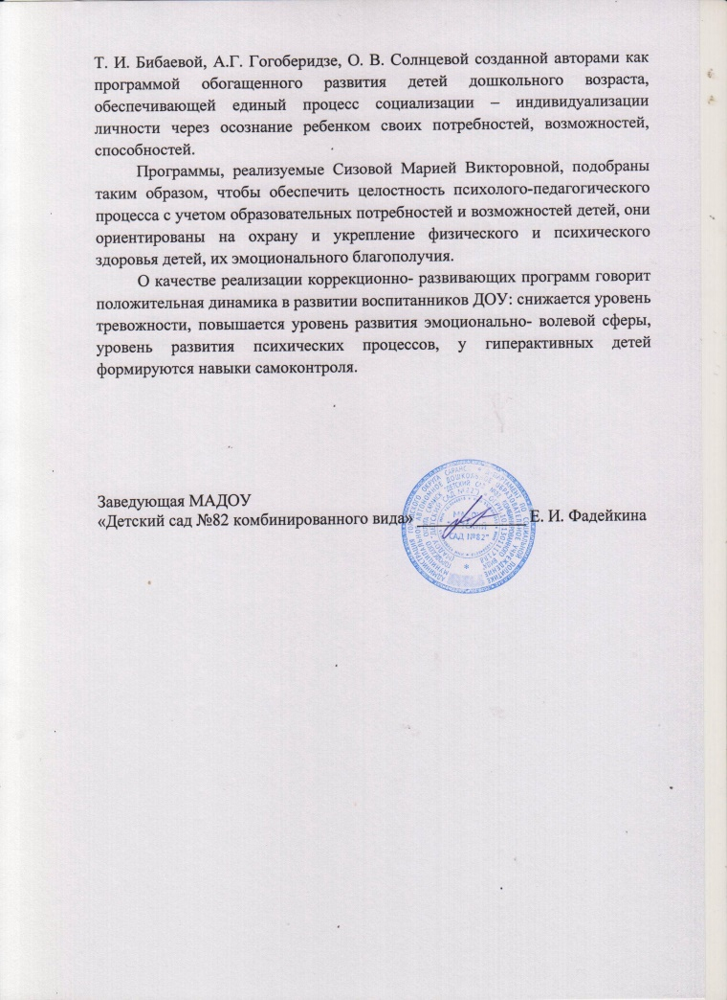 Т. И. Бибаевой, А.Г. Гогоберидзе, О. В. Солнцевой созданной авторами как
программой обогащенного развития детей дошкольного возраста,
обеспечивающей единый процесс социализации – индивидуализации
личности через осознание ребенком своих потребностей, возможностей,
способностей.
Программы, реализуемые Сизовой Марией Викторовной, подобраны
таким образом, чтобы обеспечить целостность психолого-педагогического
процесса с учетом образовательных потребностей и возможностей детей, они
ориентированы на охрану и укрепление физического и психического
здоровья детей, их эмоционального благополучия.
О качестве реализации коррекционно- развивающих программ говорит
положительная динамика в развитии воспитанников ДОУ: снижается уровень
тревожности, повышается уровень развития эмоционально- волевой сферы,
уровень развития психических процессов, у гиперактивных детей
формируются навыки самоконтроля.
Заведующая МАДОУ
«Детский сад №82 комбинированного вида» _____________ Е. И. Фадейкина
САД №82"